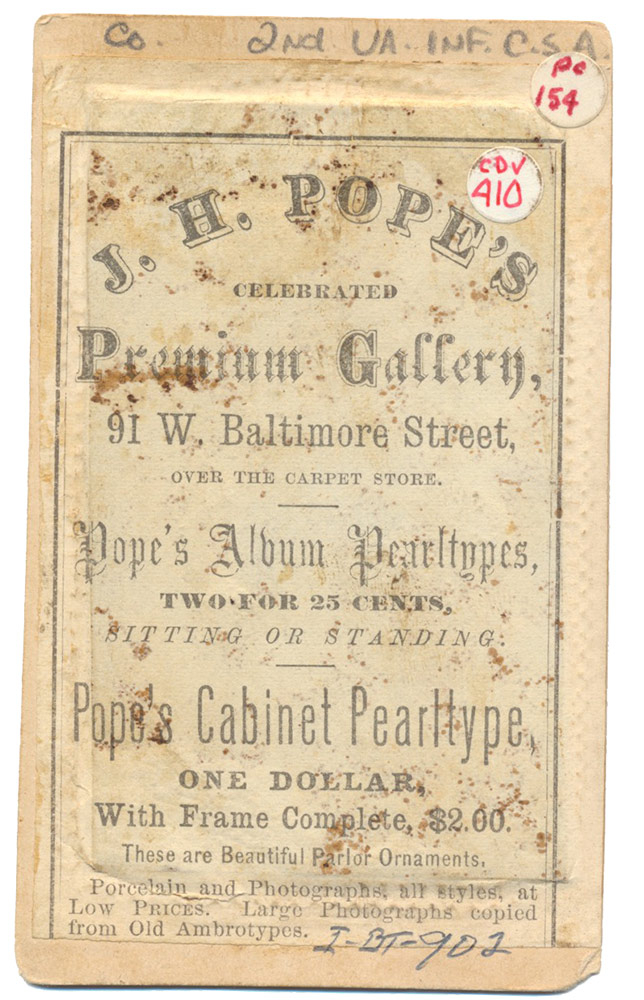 Co. 2nd VA. INF. C.S.A.
PC
154
CDV
410
J. H. POPE'S
CELEBRATED
Premium Gallery,
91 W. Baltimore Street,
OVER THE CARPET STORE.
Pope's Album Pearltypes,
TWO FOR 25 CENTS,
SITTING OR STANDING.
Pope's Cabinet Pearltype,
ONE DOLLAR,
With Frame Complete, $2.00.
These are Beautiful Parlor Ornaments.
Porcelain and Photographs, all styles, at
LOW PRICES. Large Photographs copied
from Old Ambrotypes. I-BT-902